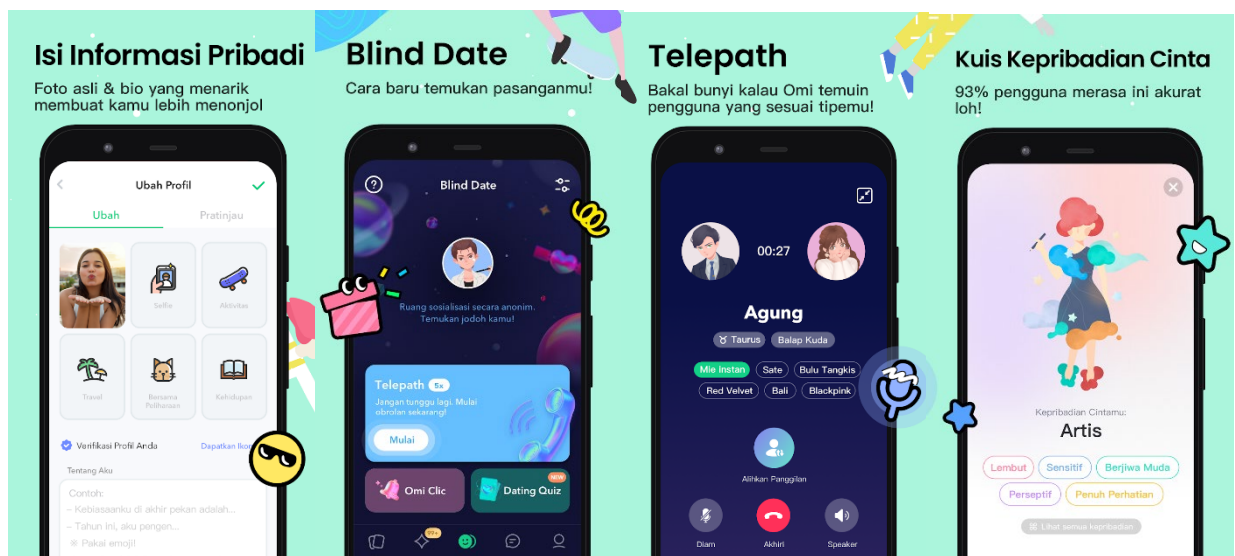 Isi Informasi Pribadi
Foto asli & bio yang menarik
membuat kamu lebih menonjol
Ubah Profil
Ubah
Pratinjau
Selfie
Aktivitas
Travel
Bersama
Peliharaan
Kehidupan
Verifikasi Profil Anda
Dapatkan Ikon
Tentang Aku
Contoh:
– Kebiasaanku di akhir pekan adalah...
– Tahun ini, aku pengen...
※ Pakai emoji!
Blind Date
Cara baru temukan pasanganmu!
Blind Date
Ruang sosialisasi secara anonim.
Temukan jodoh kamu!
Telepath 5x
Jangan tunggu lagi. Mulai
obrolan sekarang!
Mulai
Omi Clic
Dating Quiz
NEW
99+
Telepath
Bakal bunyi kalau Omi temuin
pengguna yang sesuai tipemu!
00:27
Agung
Taurus
Balap Kuda
Mie Instan
Sate
Bulu Tangkis
Red Velvet
Bali
Blackpink
Alihkan Panggilan
Diam
Akhiri
Speaker
Kuis Kepribadian Cinta
93% pengguna merasa ini akurat
loh!
Kepribadian Cintamu:
Artis
Lembut
Sensitif
Berjiwa Muda
Perseptif
Penuh Perhatian
Lihat semua kepribadian